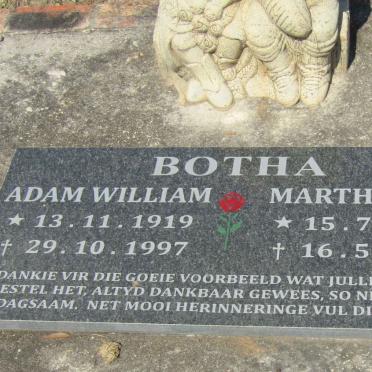 BOTHA
ADAM WILLIAM MARTH
★ 13.11.1919 ★ 15.7
† 29.10.1997 † 16.5
DANKIE VIR DIE GOEIE VOORBEELD WAT JULL
ESTEL HET, ALTYD DANKBAAR GEWEES, SO NE
DAGSAAM. NET MOOI HERINNERINGE VUL DI